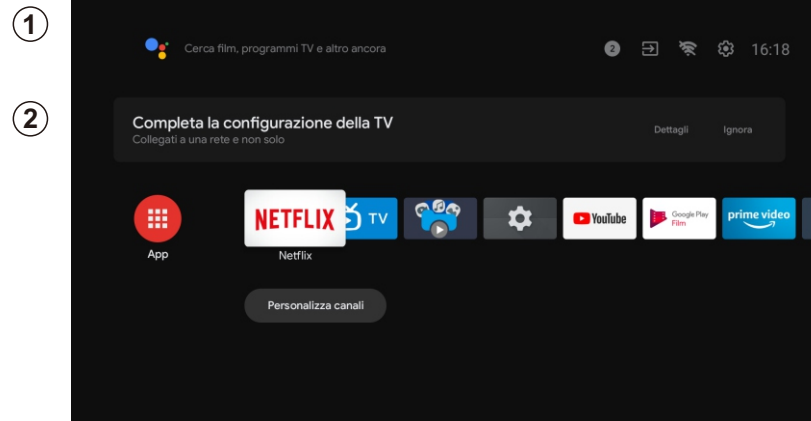 1
Cerca film, programmi TV e altro ancora
2
16:18
2
Completa la configurazione della TV
Collegati a una rete e non solo
Dettagli
Ignora
NETFLIX
TV
YouTube
Google Play
Film
prime video
App
Netflix
Personalizza canali